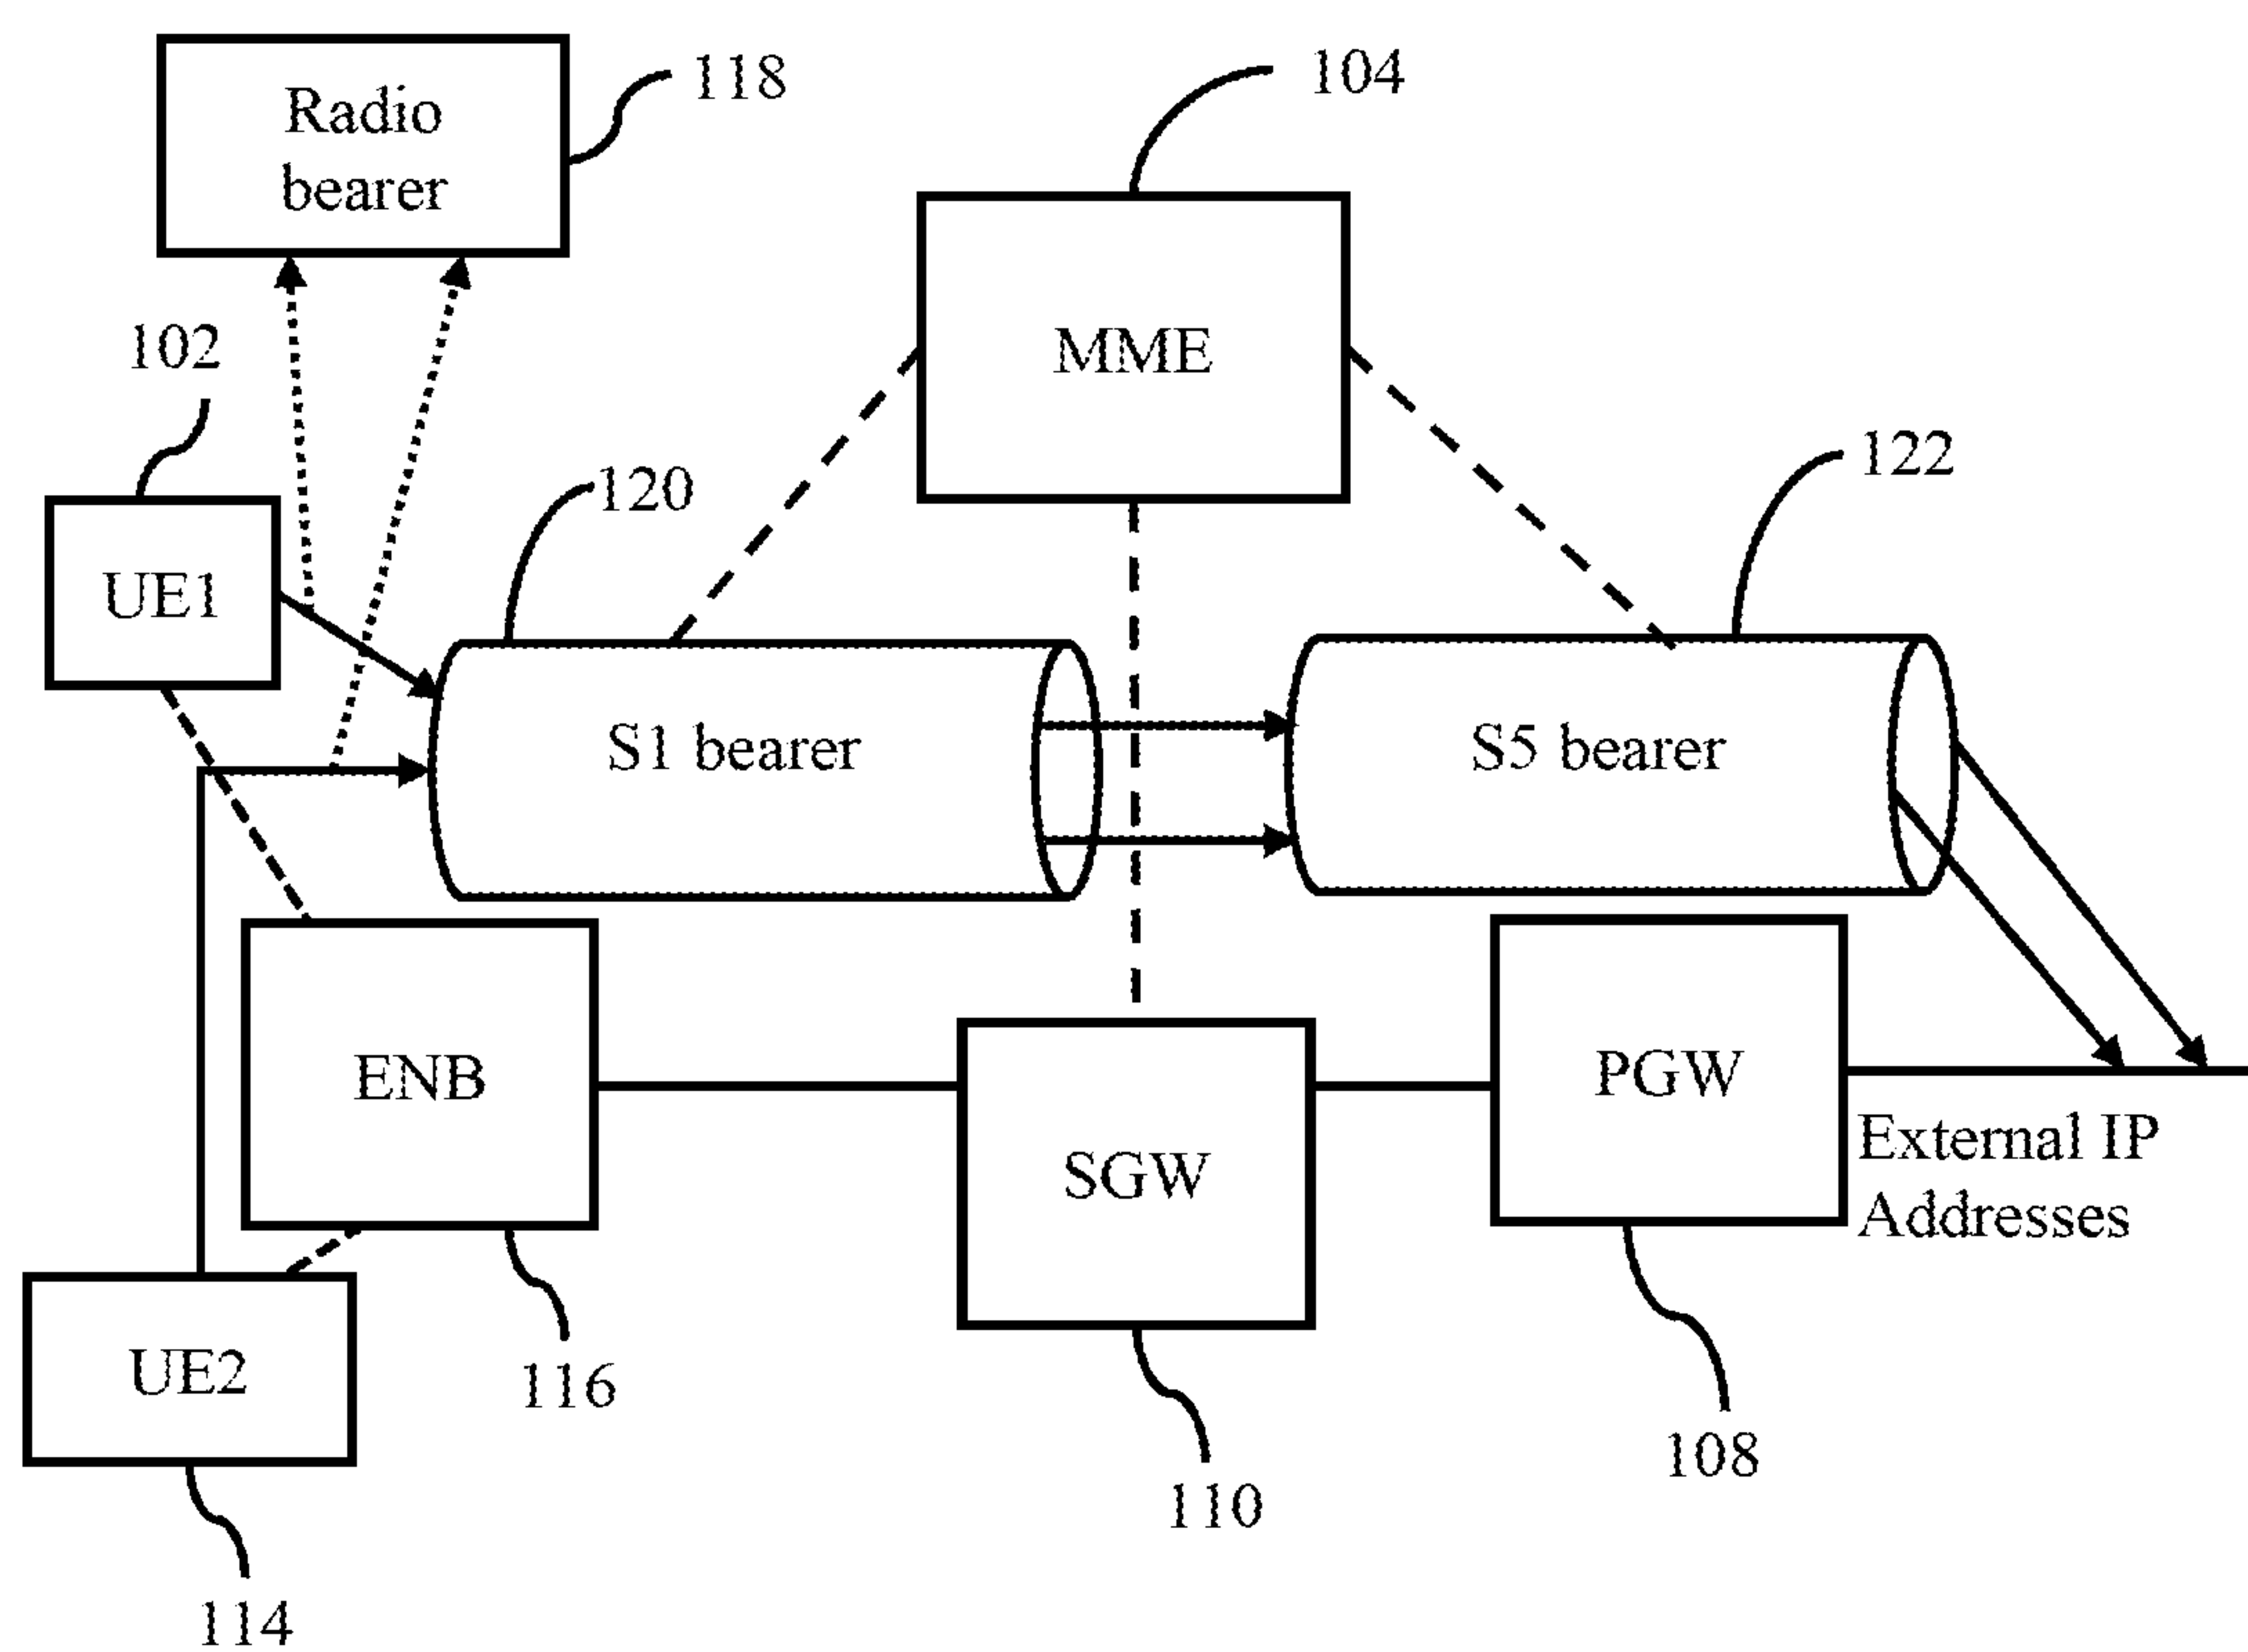 Radio
bearer
118
104
102
MME
120
122
UE1
S1 bearer
S5 bearer
ENB
PGW
SGW
External IP
Addresses
UE2
116
108
110
114